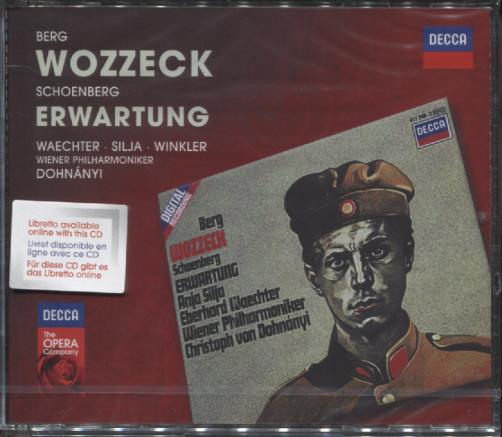 BERG
WOZZECK
SCHOENBERG
ERWARTUNG
WAECHTER · SILJA · WINKLER
WIENER PHILHARMONIKER
DOHNÁNYI
DECCA
Libretto available
online with this CD
Livret disponible en
ligne avec ce CD
Für diese CD gibt es
das Libretto online
DECCA
The
OPERA
Company
DECCA
DIGITAL
RECORDING
Berg
WOZZECK
Schoenberg
ERWARTUNG
Anja Silja
Eberhard Waechter
Wiener Philharmoniker
Christoph von Dohnányi